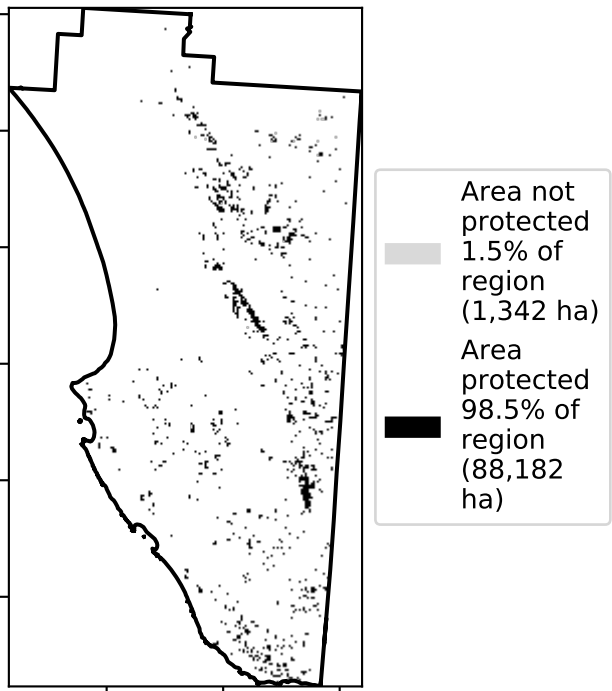 Area not
protected
1.5% of
region
(1,342 ha)
Area
protected
98.5% of
region
(88,182
ha)